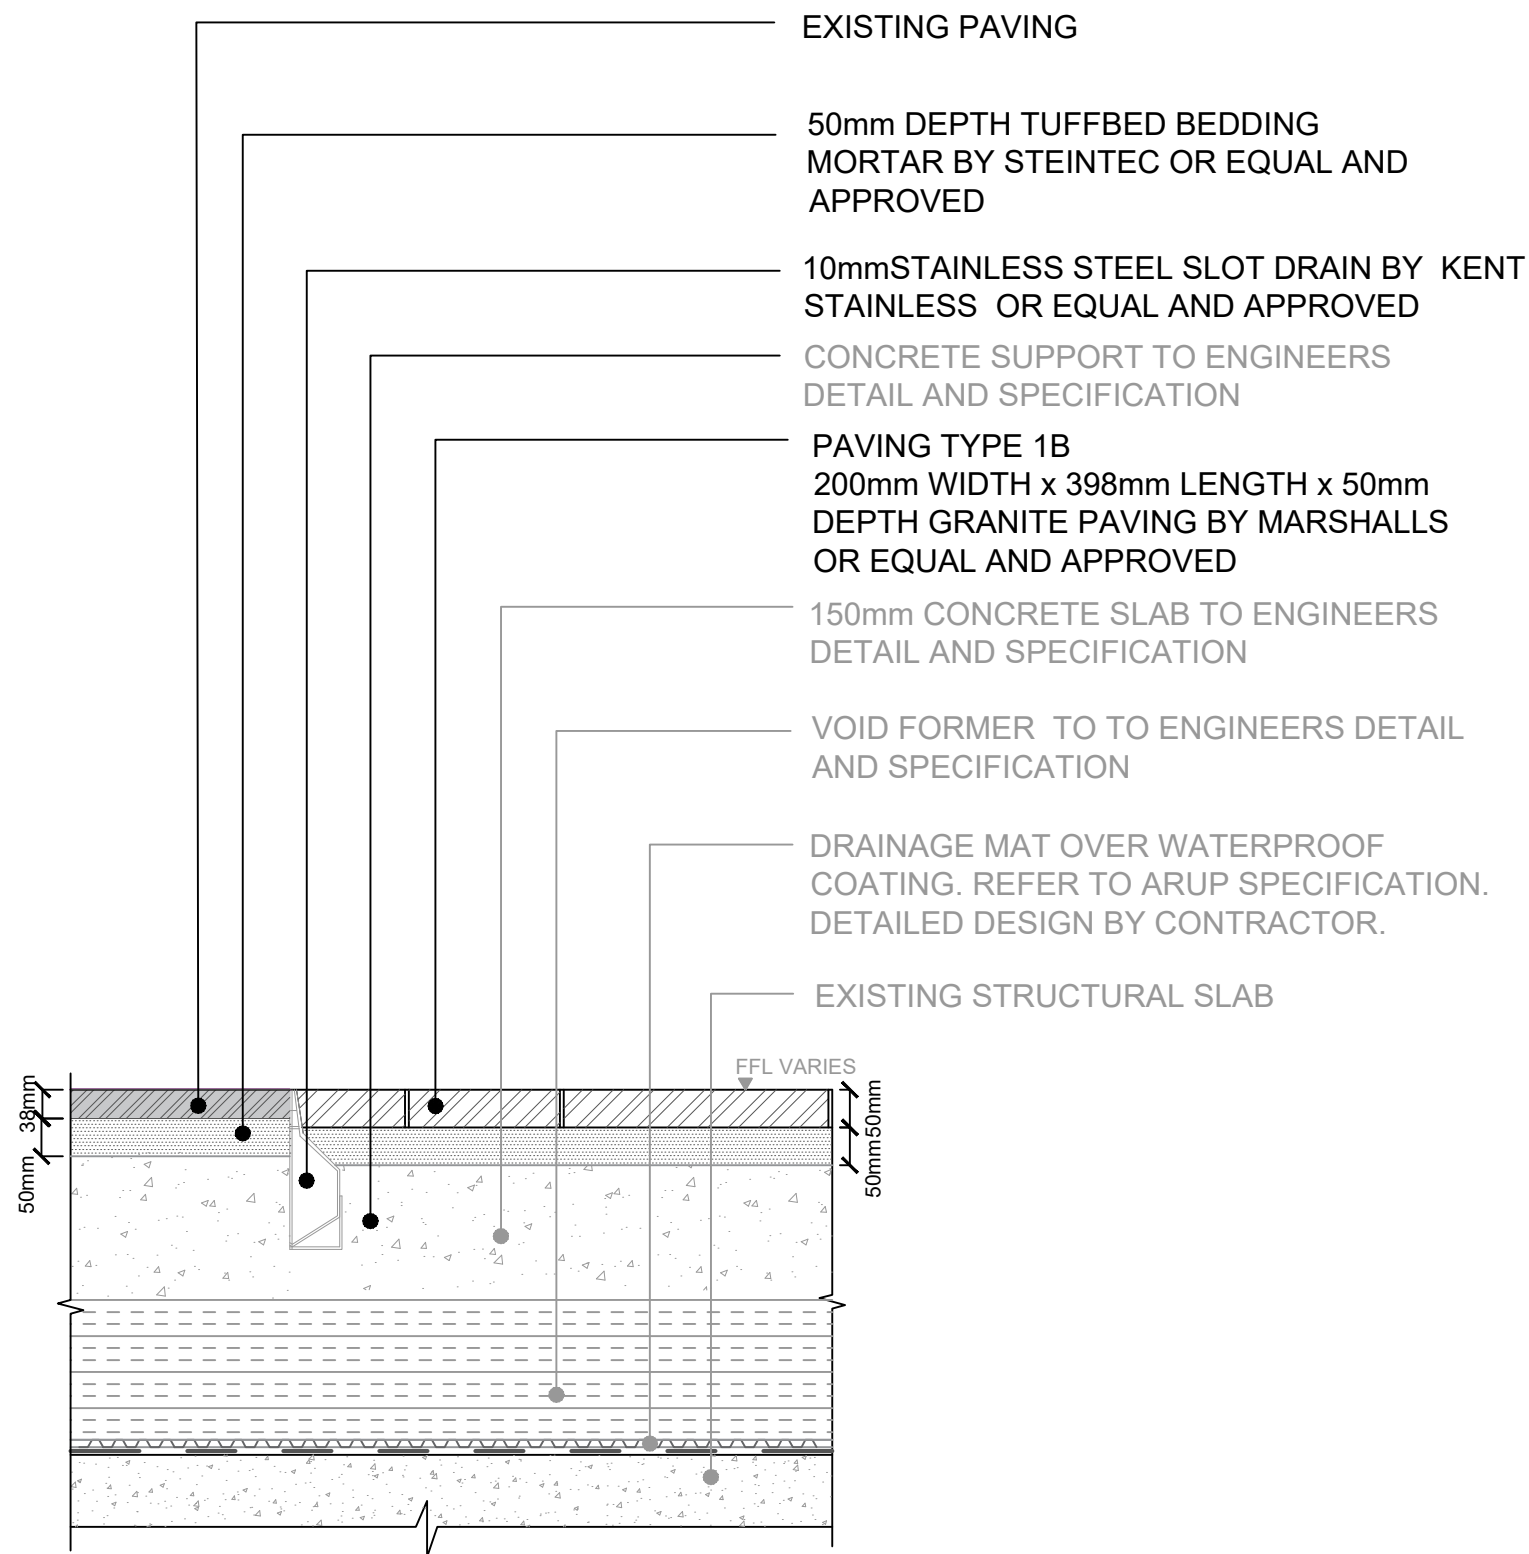 EXISTING PAVING
50mm DEPTH TUFFBED BEDDING
MORTAR BY STEINTEC OR EQUAL AND
APPROVED
10mmSTAINLESS STEEL SLOT DRAIN BY KENT
STAINLESS OR EQUAL AND APPROVED
CONCRETE SUPPORT TO ENGINEERS
DETAIL AND SPECIFICATION
PAVING TYPE 1B
200mm WIDTH x 398mm LENGTH x 50mm
DEPTH GRANITE PAVING BY MARSHALLS
OR EQUAL AND APPROVED
150mm CONCRETE SLAB TO ENGINEERS
DETAIL AND SPECIFICATION
VOID FORMER TO TO ENGINEERS DETAIL
AND SPECIFICATION
DRAINAGE MAT OVER WATERPROOF
COATING. REFER TO ARUP SPECIFICATION.
DETAILED DESIGN BY CONTRACTOR.
EXISTING STRUCTURAL SLAB
FFL VARIES
38mm
50mm
50mm
50mm